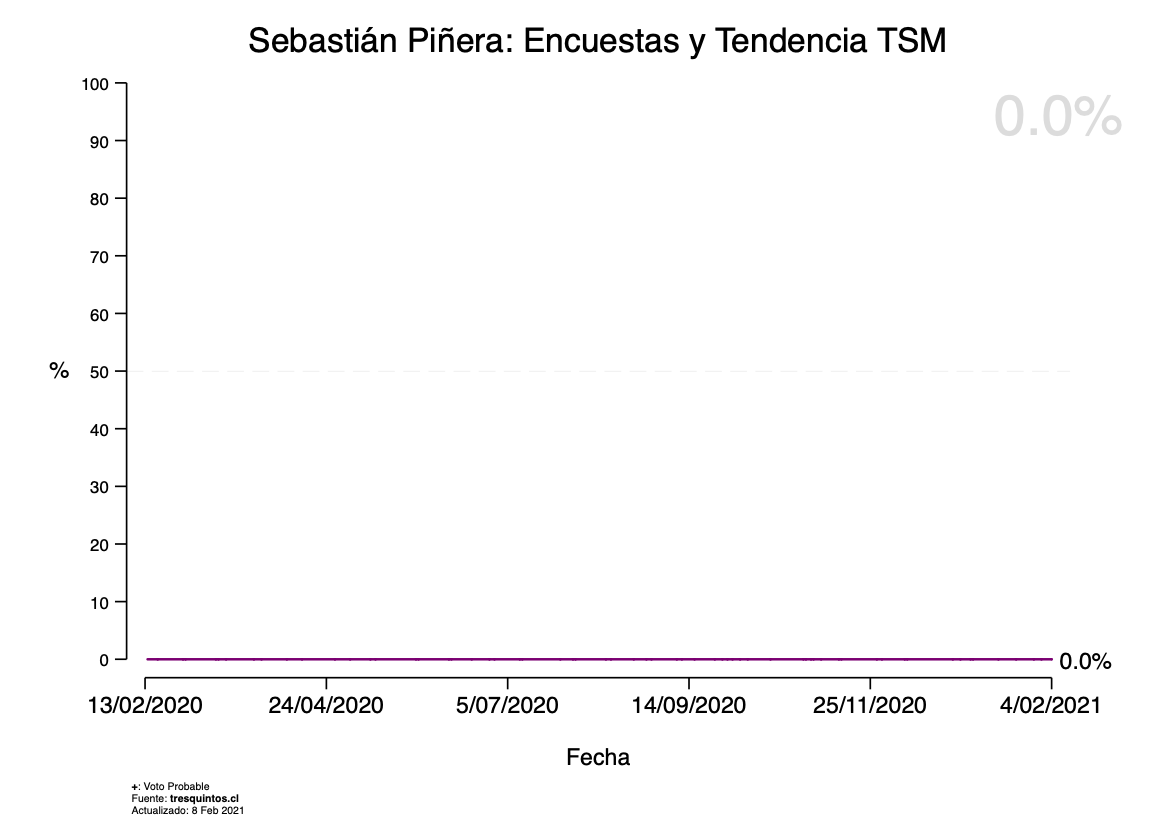 Sebastián Piñera: Encuestas y Tendencia TSM
0.0%
100
90
80
70
60
50
40
30
20
10
0
%
0.0%
13/02/2020 24/04/2020 5/07/2020 14/09/2020 25/11/2020 4/02/2021
Fecha
+: Voto Probable
Fuente: tresquintos.cl
Actualizado: 8 Feb 2021